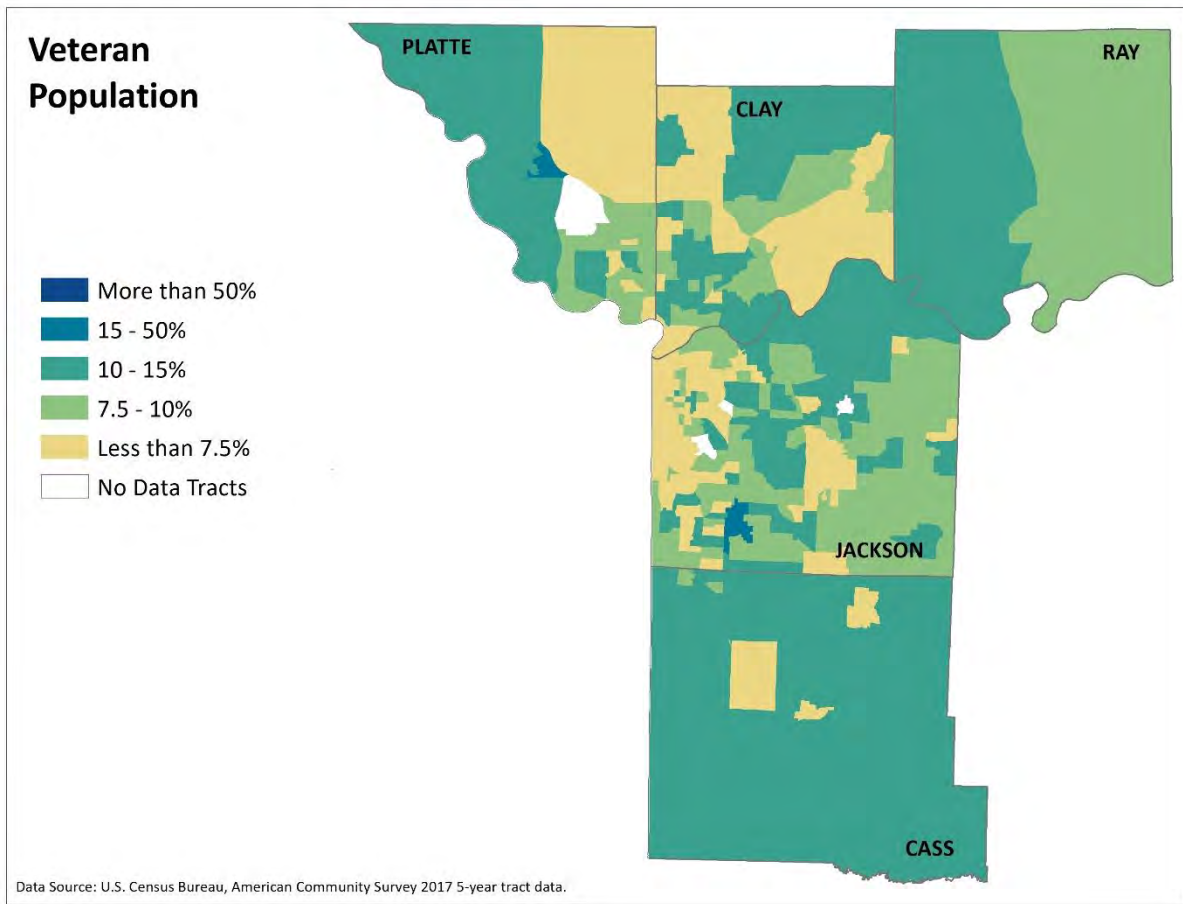 Veteran
Population
PLATTE
CLAY
RAY
More than 50%
15 - 50%
10 - 15%
7.5 - 10%
Less than 7.5%
No Data Tracts
JACKSON
CASS
Data Source: U.S. Census Bureau, American Community Survey 2017 5-year tract data.